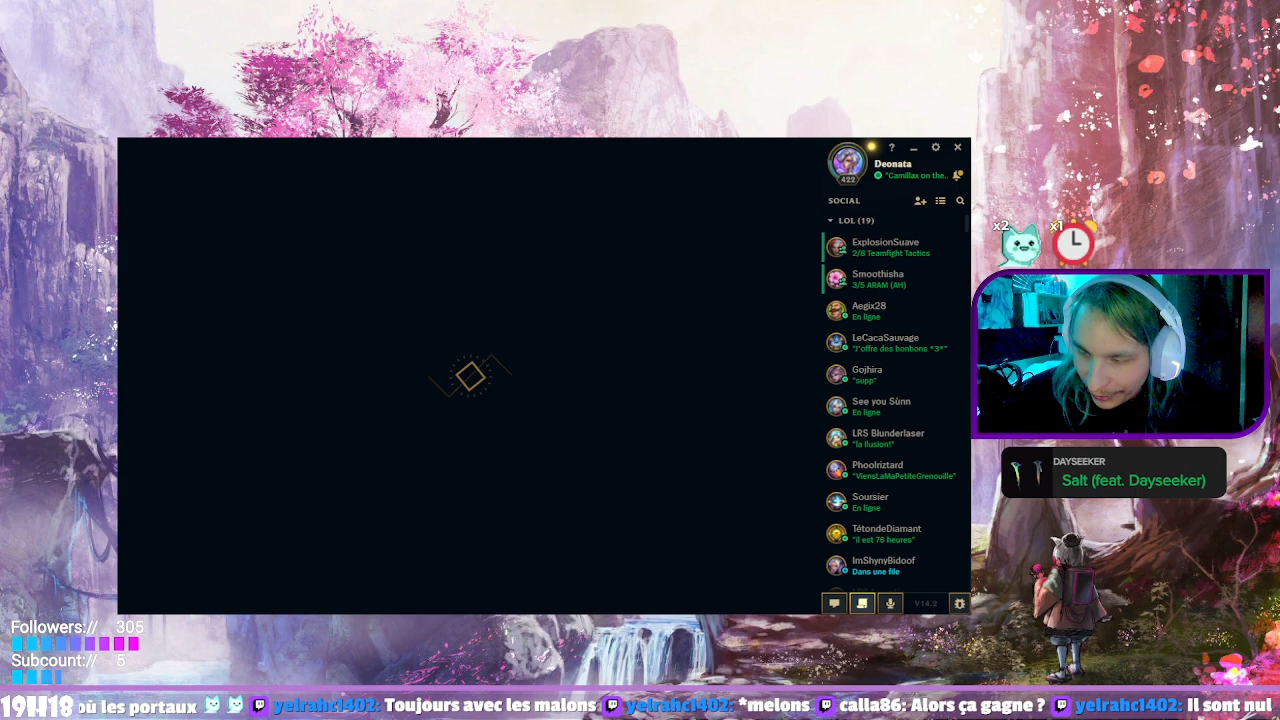 Deonata
422
"Camillax on the..
SOCIAL
LOL (19)
ExplosionSuave
2/8 Teamfight Tactics
Smoothisha
3/5 ARAM (AH)
Aegix28
En ligne
LeCacaSauvage
"J'offre des bonbons *3*"
Gojhira
"supp"
See you Sùnn
En ligne
LRS Blunderlaser
"la Ilusion!"
Phoolriztard
"ViensLaMaPetiteGrenouille"
Soursier
En ligne
TétondeDiamant
"il est 76 heures"
ImShynyBidoof
Dans une file
V14.2
x2
x1
DAYSEEKER
Salt (feat. Dayseeker)
Followers:// 305
Subcount:// 5
19H18 où les portaux yelrahc1402: Toujours avec les malons yelrahc1402: *melons calla86: Alors ça gagne ? yelrahc1402: Il sont nul